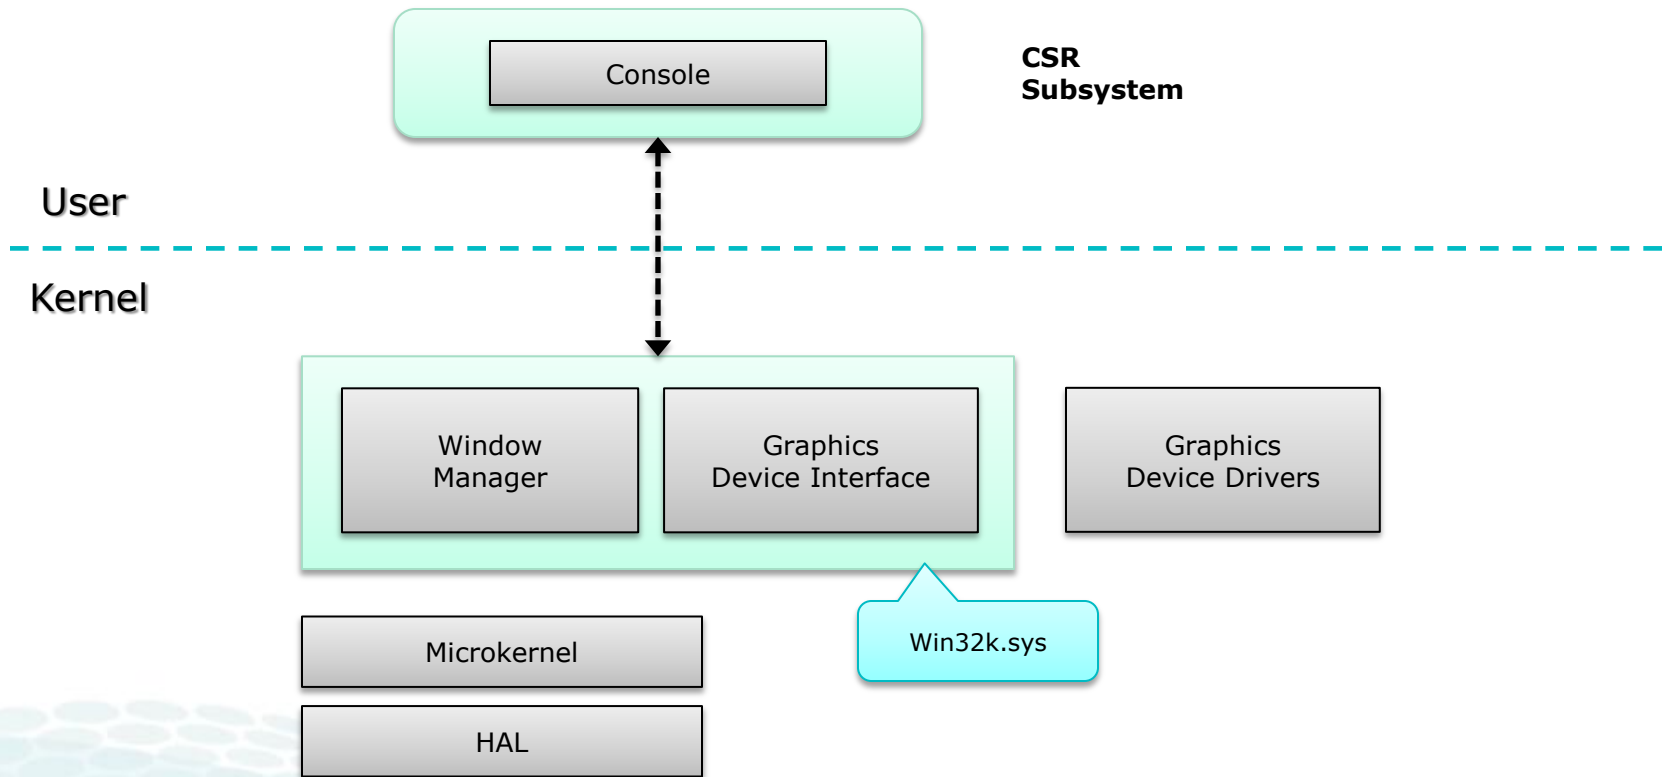 Console
CSR
Subsystem
User
Kernel
Window
Manager
Graphics
Device Interface
Graphics
Device Drivers
Win32k.sys
Microkernel
HAL